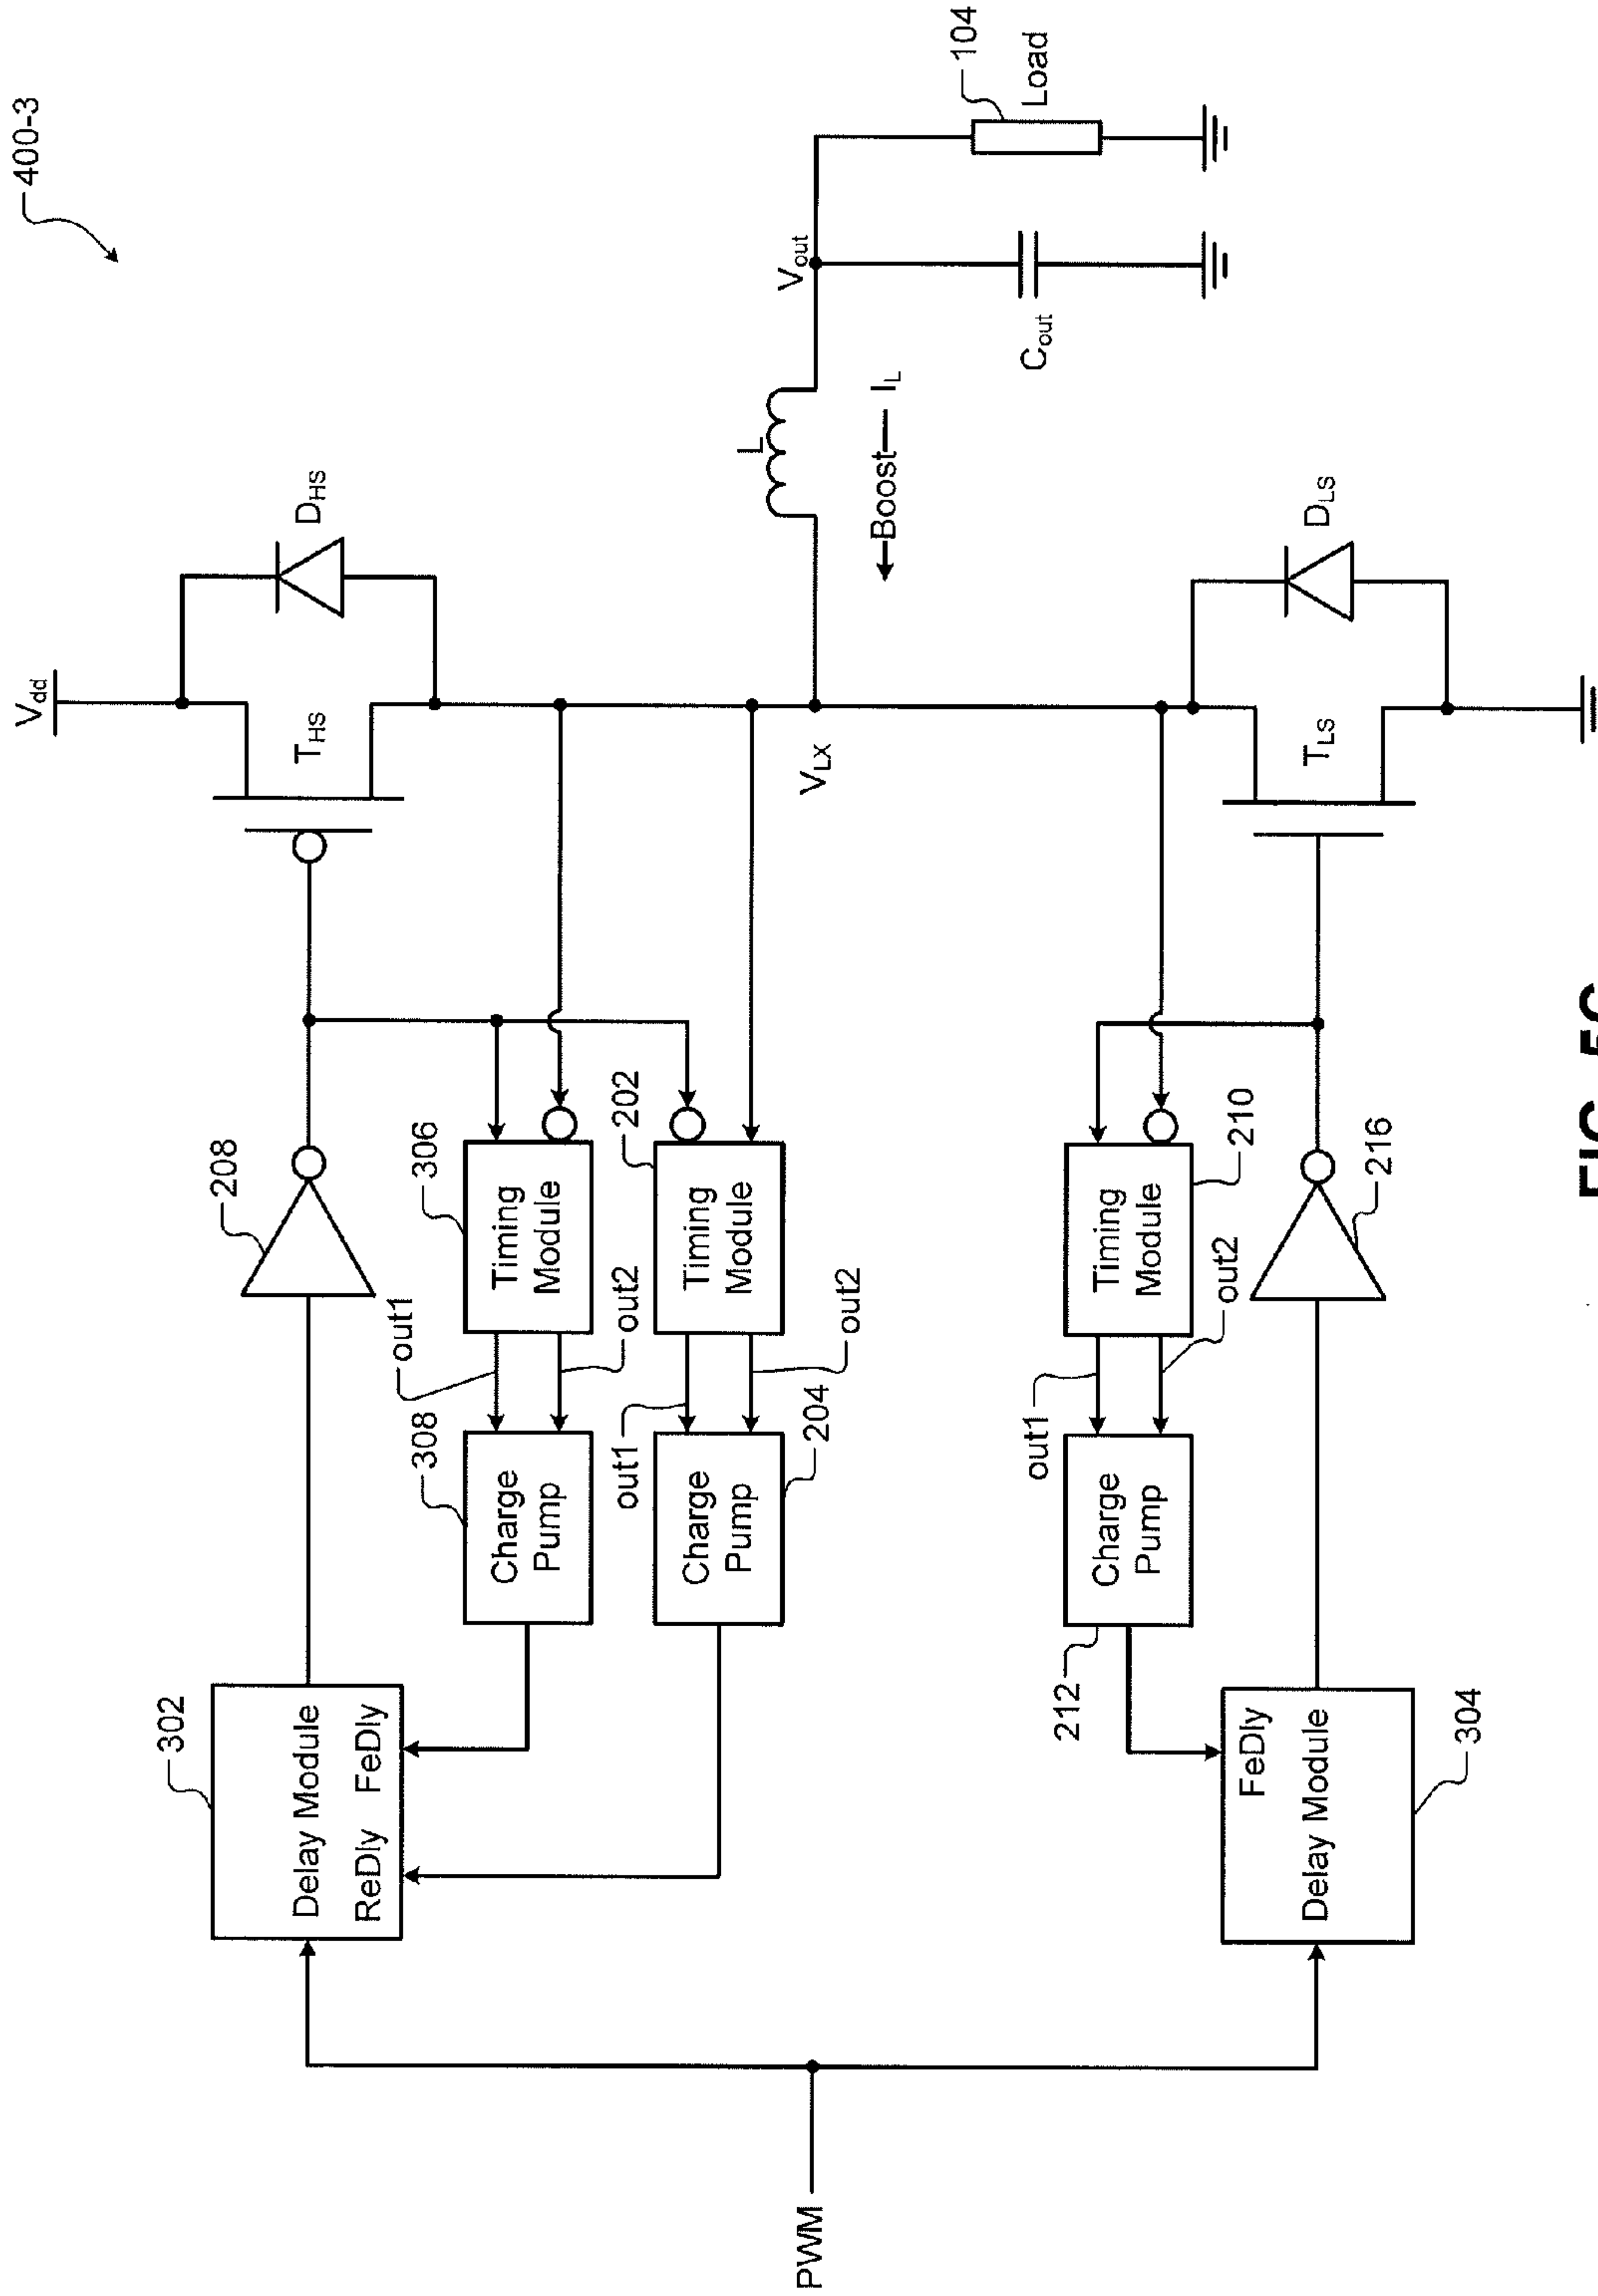 400-3
Vdd
THS
DHS
208
302
Delay Module
ReDly FeDly
306
Timing
Module
out1
out2
308
Charge
Pump
202
Timing
Module
out1
out2
204
Charge
Pump
PWM
VLX
L
Boost
IL
Vout
Cout
104
Load
210
Timing
Module
out1
out2
212
Charge
Pump
FeDly
Delay Module
304
216
TLS
DLS